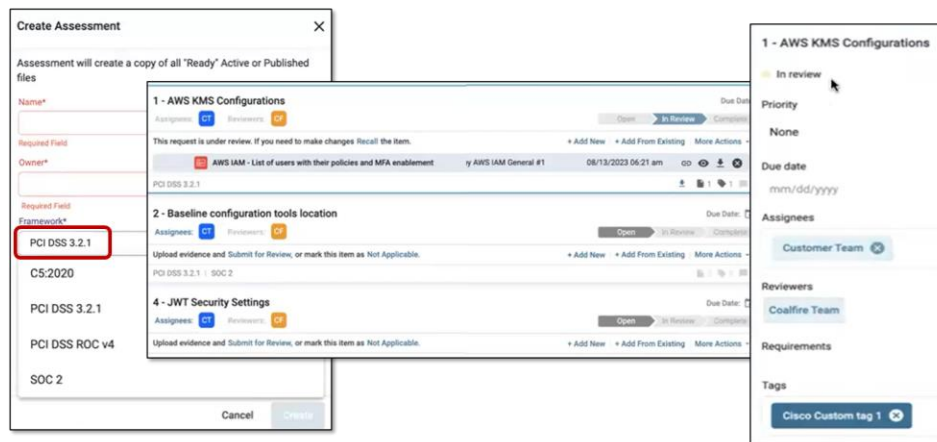 Create Assessment
Assessment will create a copy of all "Ready" Active or Published
files
Name*
Required Field
Owner*
Required Field
Framework*
PCI DSS 3.2.1
C5:2020
PCI DSS 3.2.1
PCI DSS ROC v4
SOC 2
Cancel
Create
1 - AWS KMS Configurations
Due Date
Assignees: CT Reviewers: CF
Open In Review Complete
This request is under review. If you need to make changes Recall the item.
+ Add New + Add From Existing More Actions
AWS IAM - List of users with their policies and MFA enablement
y AWS IAM General #1
08/13/2023 06:21 am
PCI DSS 3.2.1
1 1
2 - Baseline configuration tools location
Due Date:
Assignees: CT Reviewers: CF
Open In Review Complete
Upload evidence and Submit for Review, or mark this item as Not Applicable.
+ Add New + Add From Existing More Actions
PCI DSS 3.2.1 | SOC 2
4 - JWT Security Settings
Due Date:
Assignees: CT Reviewers: CF
Open In Review Complete
Upload evidence and Submit for Review, or mark this item as Not Applicable.
+ Add New + Add From Existing More Actions
1 - AWS KMS Configurations
In review
Priority
None
Due date
mm/dd/yyyy
Assignees
Customer Team
Reviewers
Coalfire Team
Requirements
Tags
Cisco Custom tag 1